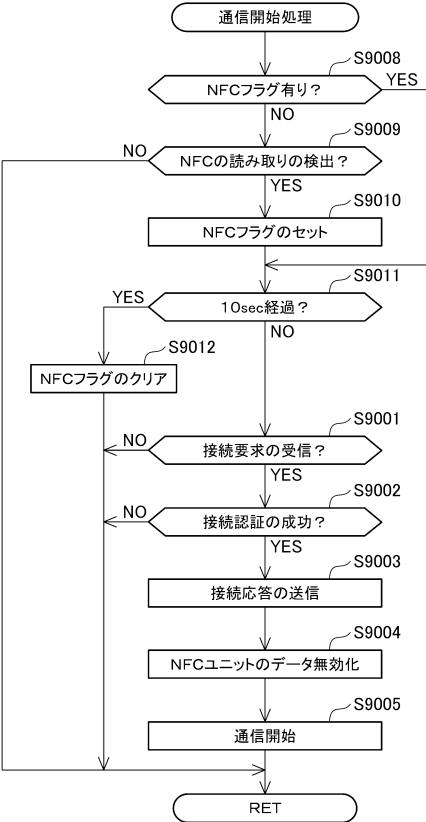 通信開始処理
S9008
NFCフラグ有り？
YES
NO
S9009
NO
NFCの読み取りの検出？
YES
S9010
NFCフラグのセット
S9011
YES
10sec経過？
NO
S9012
NFCフラグのクリア
S9001
NO
接続要求の受信？
YES
S9002
NO
接続認証の成功？
YES
S9003
接続応答の送信
S9004
NFCユニットのデータ無効化
S9005
通信開始
RET